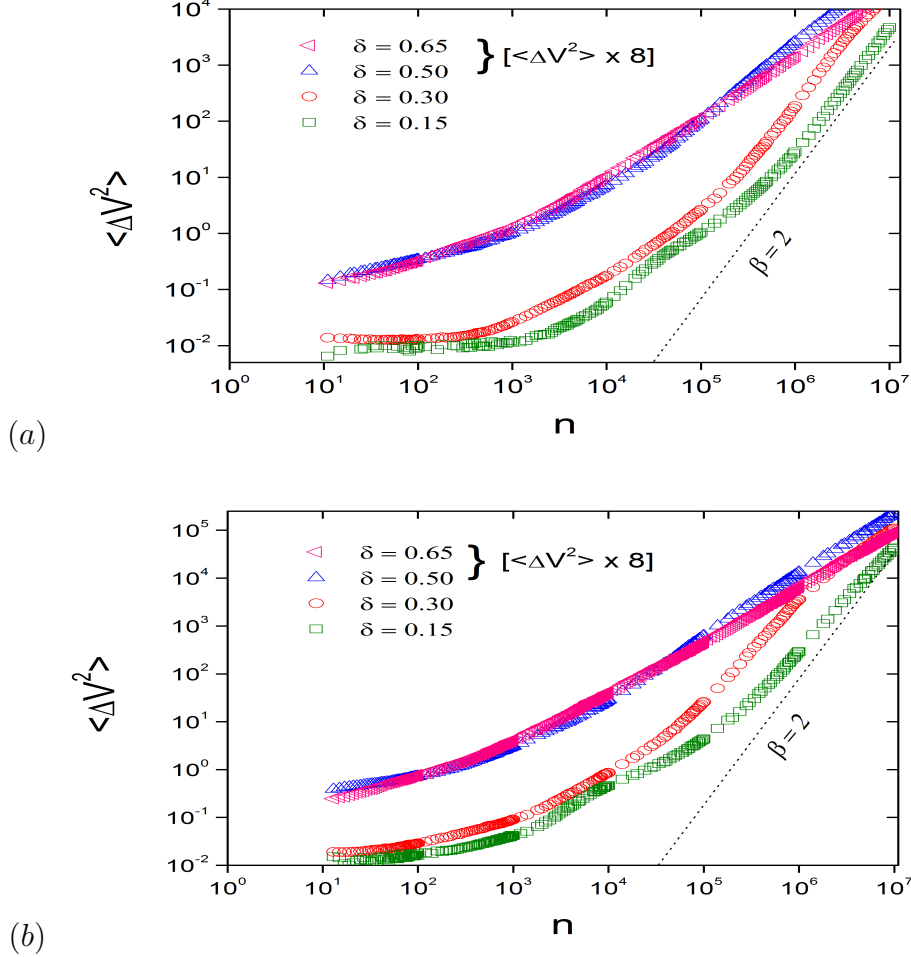 10⁴
10³
10²
10¹
10⁰
10⁻¹
10⁻²
<ΔV²>
δ = 0.65
δ = 0.50
} [<ΔV²> x 8]
δ = 0.30
δ = 0.15
β = 2
10⁰ 10¹ 10² 10³ 10⁴ 10⁵ 10⁶ 10⁷
n
(a)
10⁵
10⁴
10³
10²
10¹
10⁰
10⁻¹
10⁻²
<ΔV²>
δ = 0.65
δ = 0.50
} [<ΔV²> x 8]
δ = 0.30
δ = 0.15
β = 2
10⁰ 10¹ 10² 10³ 10⁴ 10⁵ 10⁶ 10⁷
n
(b)